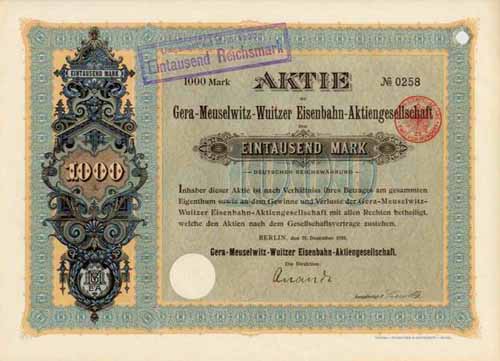 Eintausend Reichsmark
EINTAUSEND MARK
1000 Mark AKTIE № 0258
der
Gera-Meuselwitz-Wuitzer Eisenbahn-Aktiengesellschaft
über
EINTAUSEND MARK
DEUTSCHER REICHSWÄHRUNG
1000
Inhaber dieser Aktie ist nach Verhältniss ihres Betrages am gesammten
Eigenthum sowie an dem Gewinne und Verluste der Gera-Meuselwitz-
Wuitzer Eisenbahn-Aktiengesellschaft mit allen Rechten betheiligt,
welche den Aktien nach dem Gesellschaftsvertrage zustehen.
BERLIN, den 31. Dezember
Gera-Meuselwitz-Wuitzer Eisenbahn-Aktiengesellschaft.
Die Direktion: